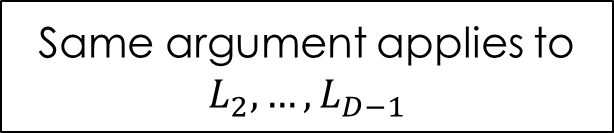 Same argument applies to
L₂, …, L_{D−1}